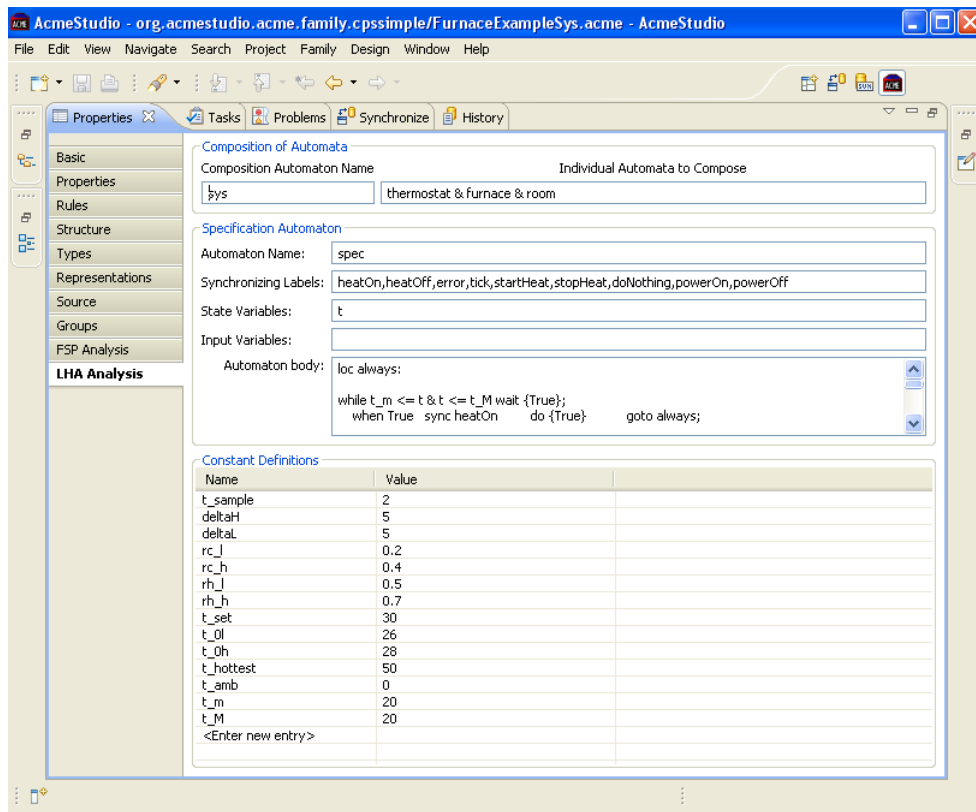 AcmeStudio - org.acmestudio.acme.family.cpssimple/FurnaceExampleSys.acme - AcmeStudio
File Edit View Navigate Search Project Family Design Window Help
SVN ACME
Properties Tasks Problems Synchronize History
Basic
Properties
Rules
Structure
Types
Representations
Source
Groups
FSP Analysis
LHA Analysis
Composition of Automata
Composition Automaton Name Individual Automata to Compose
sys thermostat & furnace & room
Specification Automaton
Automaton Name: spec
Synchronizing Labels: heatOn,heatOff,error,tick,startHeat,stopHeat,doNothing,powerOn,powerOff
State Variables: t
Input Variables:
Automaton body: loc always:
while t_m <= t & t <= t_M wait {True};
when True sync heatOn do {True} goto always;
Constant Definitions
Name Value
t_sample 2
deltaH 5
deltaL 5
rc_l 0.2
rc_h 0.4
rh_l 0.5
rh_h 0.7
t_set 30
t_0l 26
t_0h 28
t_hottest 50
t_amb 0
t_m 20
t_M 20
<Enter new entry>